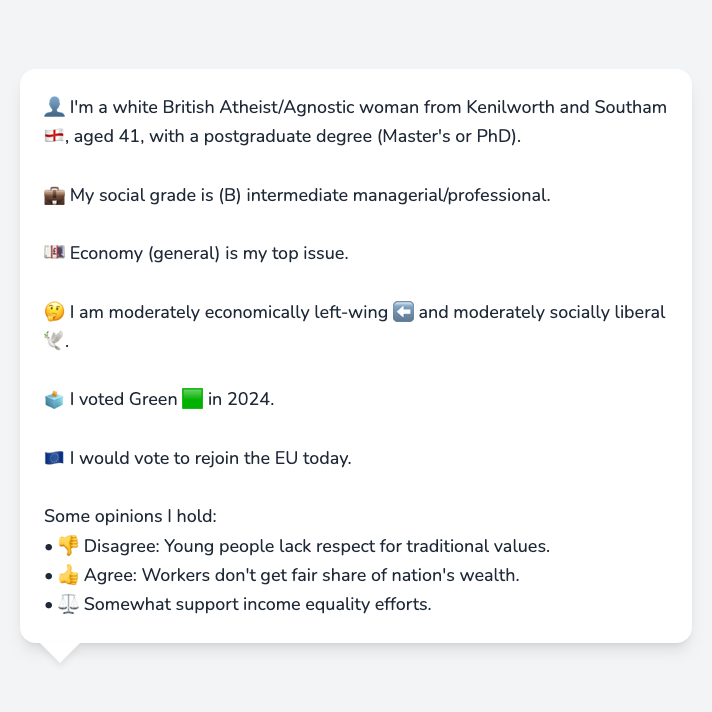 👤 I'm a white British Atheist/Agnostic woman from Kenilworth and Southam
🏴󠁧󠁢󠁥󠁮󠁧󠁿, aged 41, with a postgraduate degree (Master's or PhD).
💼 My social grade is (B) intermediate managerial/professional.
💷 Economy (general) is my top issue.
🤔 I am moderately economically left-wing ⬅️ and moderately socially liberal
🕊️.
🗳️ I voted Green 🟩 in 2024.
🇪🇺 I would vote to rejoin the EU today.
Some opinions I hold:
• 👎 Disagree: Young people lack respect for traditional values.
• 👍 Agree: Workers don't get fair share of nation's wealth.
• ⚖️ Somewhat support income equality efforts.